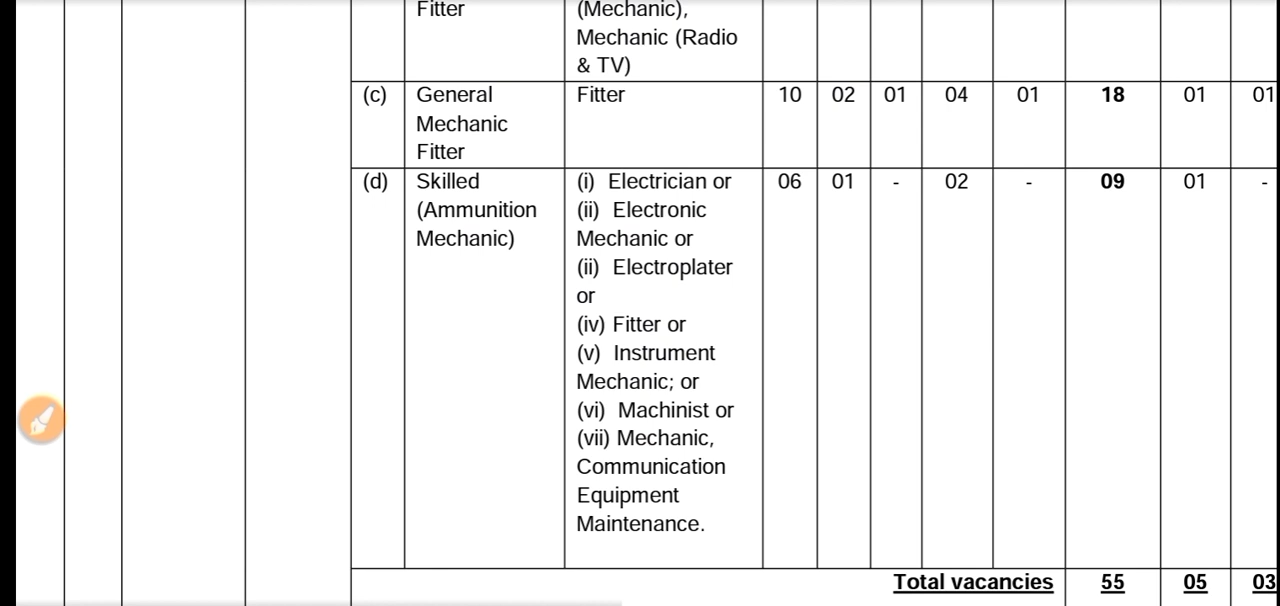 Fitter (Mechanic),
Mechanic (Radio
& TV)
(c) General Fitter 10 02 01 04 01 18 01 01
Mechanic
Fitter
(d) Skilled (i) Electrician or 06 01 - 02 - 09 01 -
(Ammunition (ii) Electronic
Mechanic) Mechanic or
(ii) Electroplater
or
(iv) Fitter or
(v) Instrument
Mechanic; or
(vi) Machinist or
(vii) Mechanic,
Communication
Equipment
Maintenance.
Total vacancies 55 05 03